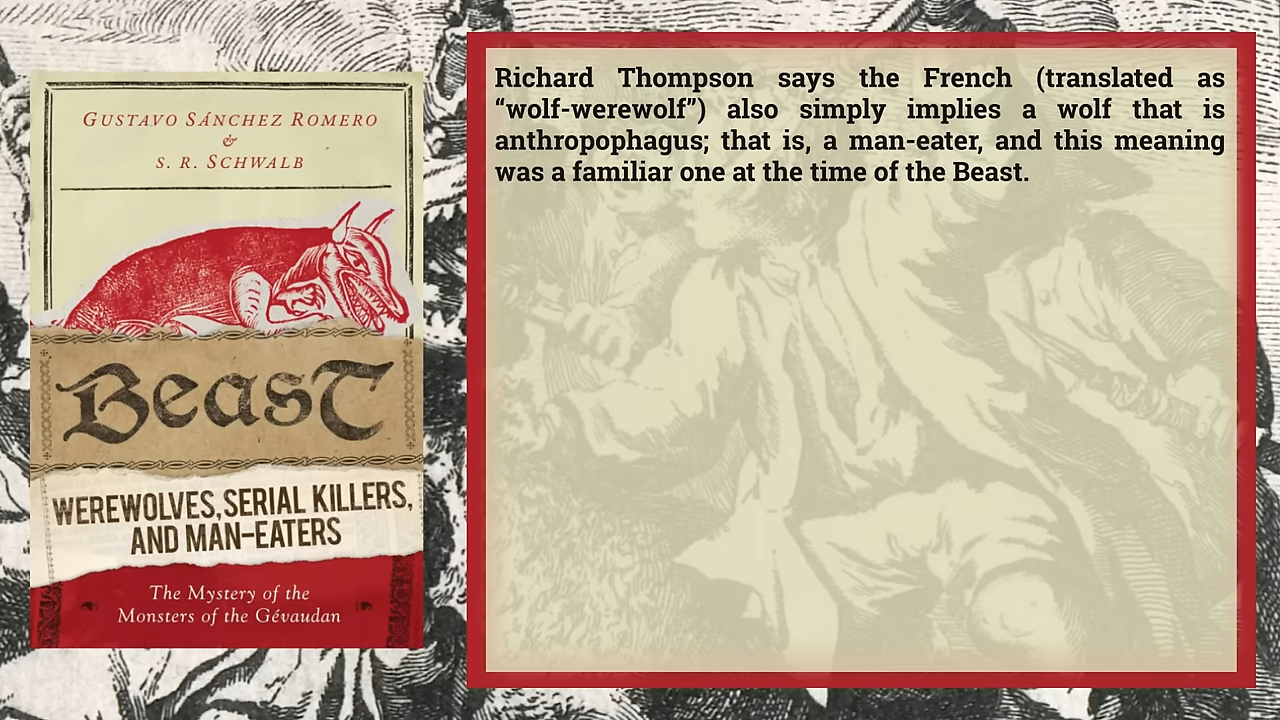 GUSTAVO SÁNCHEZ ROMERO
&
S. R. SCHWALB
Beast
WEREWOLVES, SERIAL KILLERS,
AND MAN-EATERS
The Mystery of the
Monsters of the Gévaudan
Richard Thompson says the French (translated as
“wolf-werewolf”) also simply implies a wolf that is
anthropophagus; that is, a man-eater, and this meaning
was a familiar one at the time of the Beast.